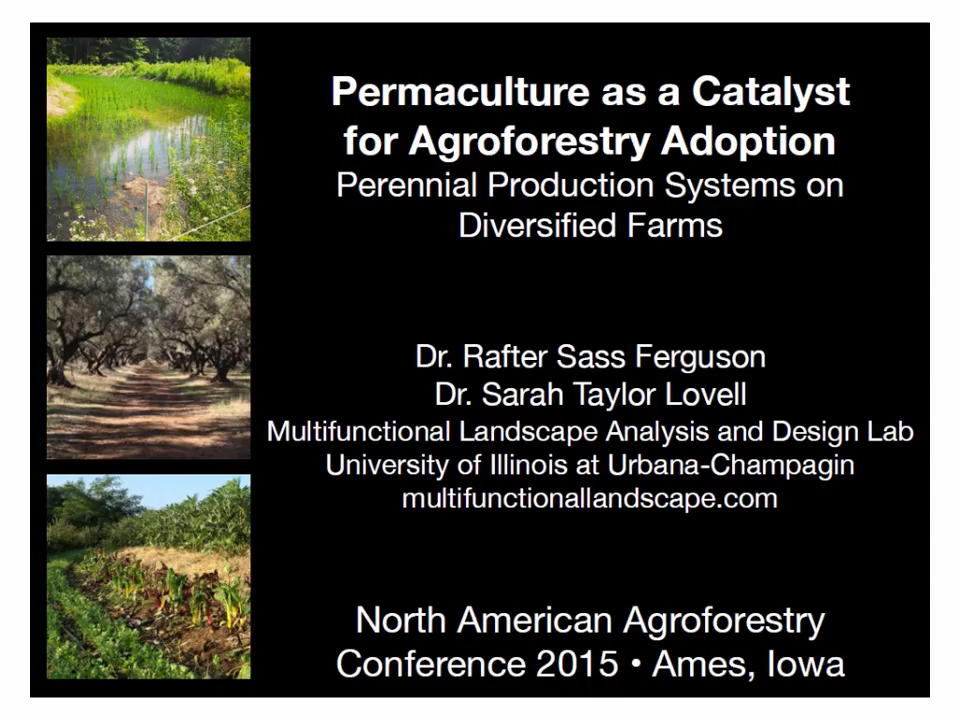 Permaculture as a Catalyst
for Agroforestry Adoption
Perennial Production Systems on
Diversified Farms
Dr. Rafter Sass Ferguson
Dr. Sarah Taylor Lovell
Multifunctional Landscape Analysis and Design Lab
University of Illinois at Urbana-Champagin
multifunctionallandscape.com
North American Agroforestry
Conference 2015 • Ames, Iowa